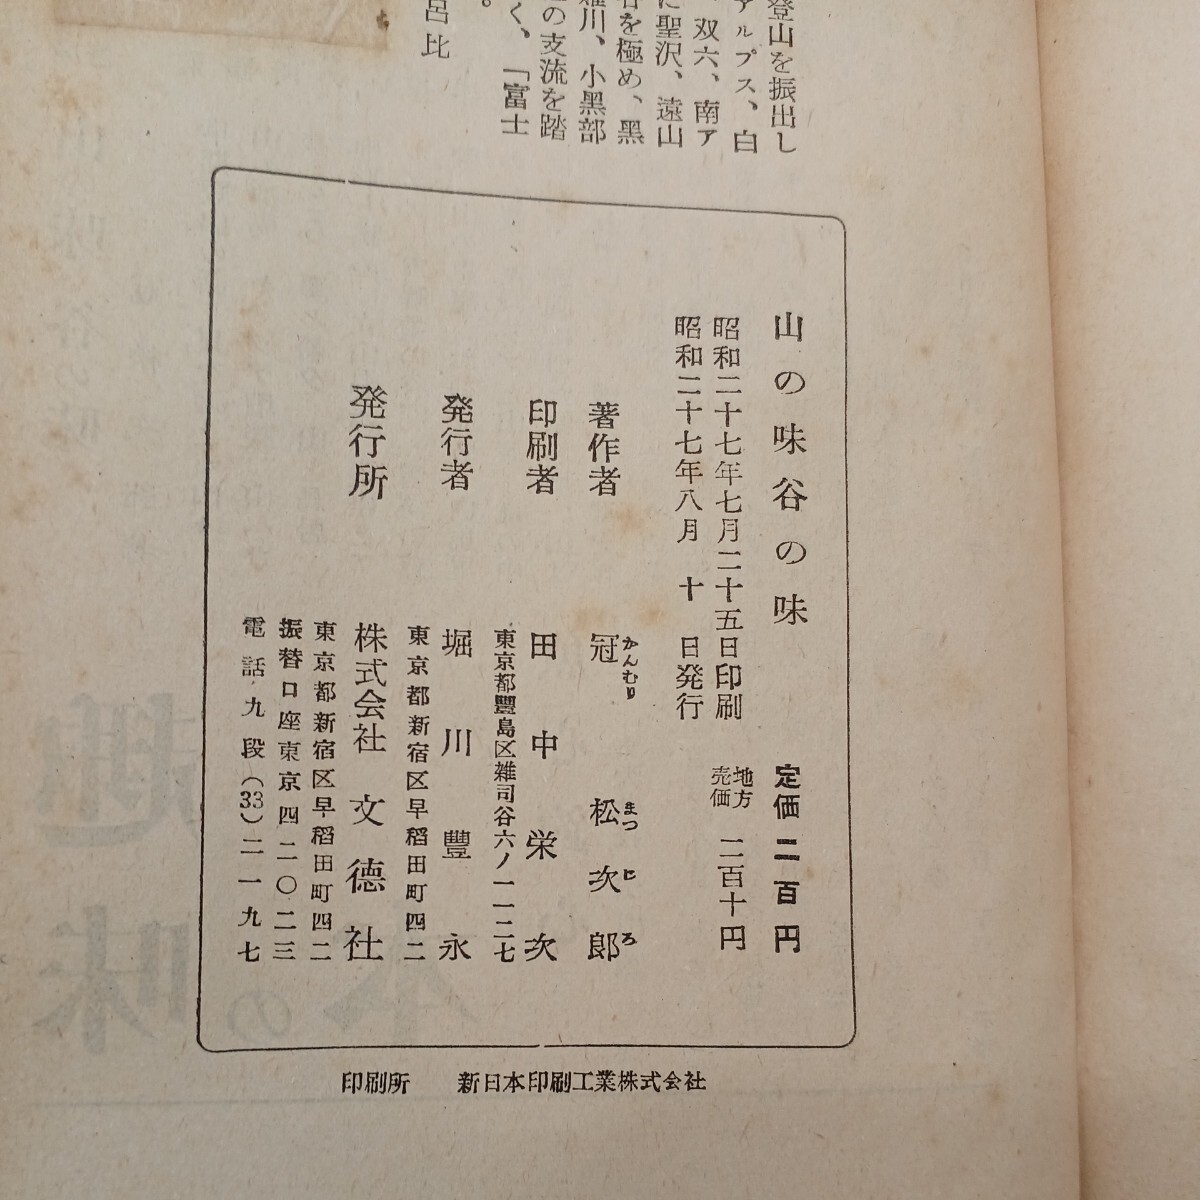 登山を振出し
アルプス、白
双六、南ア
に聖沢、遠山
谷を極め、黒
小黒部
の支流を踏
く、「富士
。
呂比
山の味谷の味
定価二百円
昭和二十七年七月二十五日印刷
昭和二十七年八月 十 日発行
地方
売価
二百十円
著作者 冠 松次郎
かんむり まつじろ
印刷者 田中栄次
東京都豐島区雑司谷六ノ一一二七
発行者 堀川豐永
東京都新宿区早稲田町四二
発行所 株式会社 文徳社
東京都新宿区早稲田町四二
振替口座東京四二〇二三
電話九段(33)二一九七
印刷所 新日本印刷工業株式会社